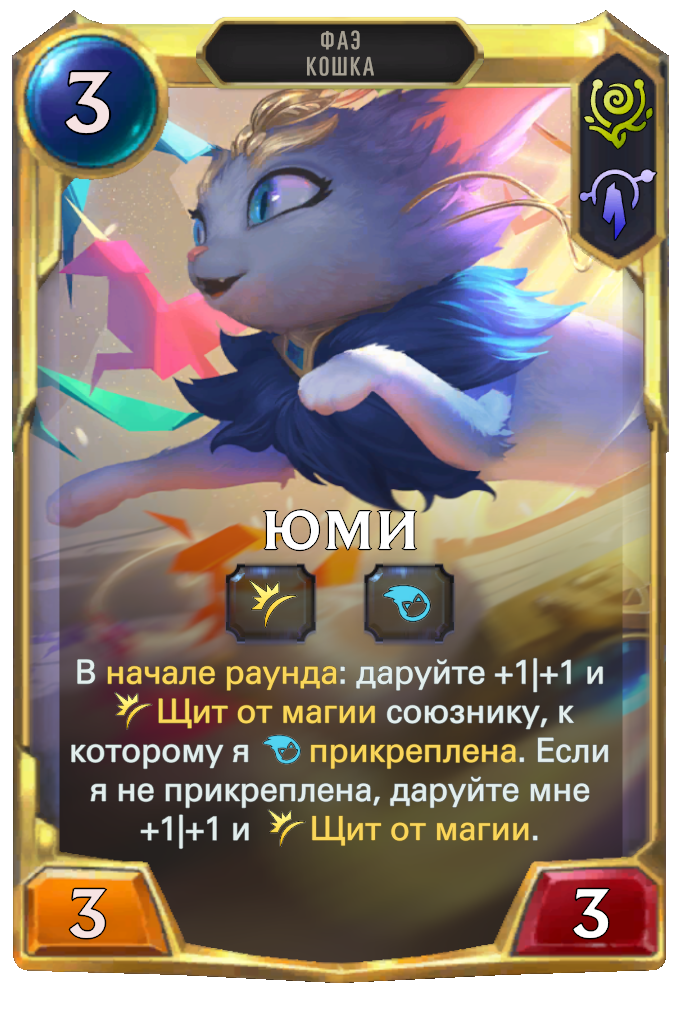 ФАЭ
КОШКА
3
ЮМИ
В начале раунда: даруйте +1|+1 и
Щит от магии союзнику, к
которому я прикреплена. Если
я не прикреплена, даруйте мне
+1|+1 и Щит от магии.
3
3